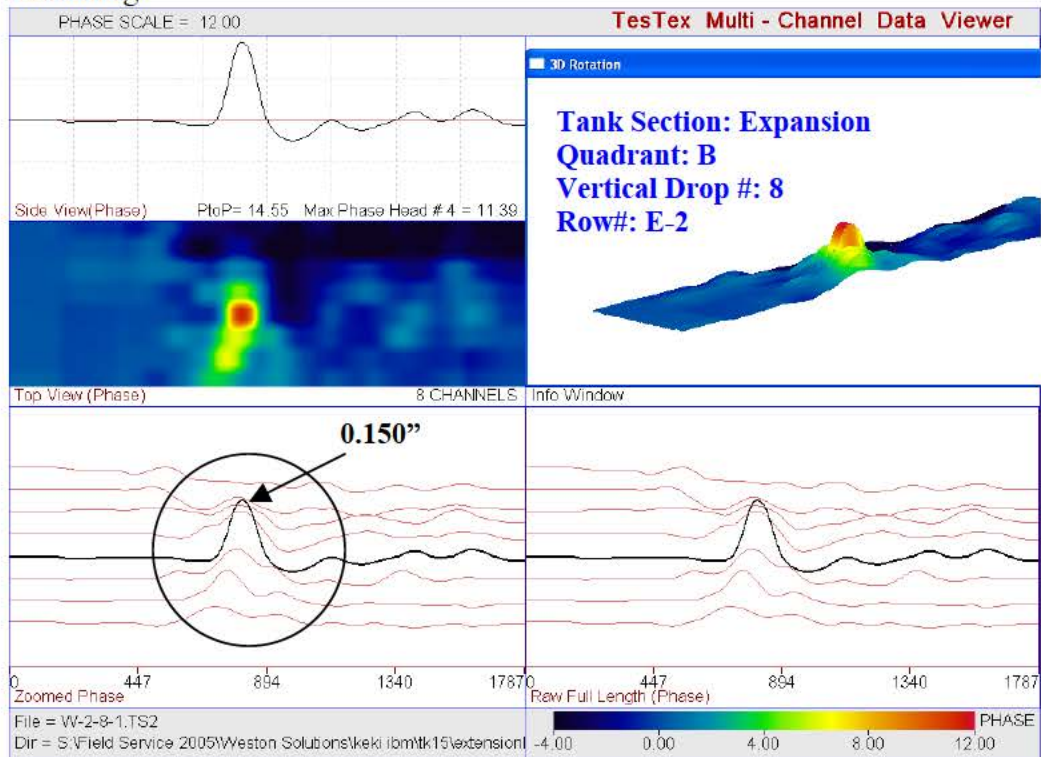 PHASE SCALE = 12.00
TesTex Multi - Channel Data Viewer
3D Rotation
Tank Section: Expansion
Quadrant: B
Vertical Drop #: 8
Row#: E-2
Side View(Phase) PtoP= 14.55 Max Phase Head # 4 = 11.39
Top View (Phase) 8 CHANNELS
Info Window
0.150”
0 447 894 1340 1787
Zoomed Phase
0 447 894 1340 1787
Raw Full Length (Phase)
File = W-2-8-1.TS2
Dir = S:\Field Service 2005\Weston Solutions\keki ibm\tk15\extension
PHASE
-4.00 0.00 4.00 8.00 12.00